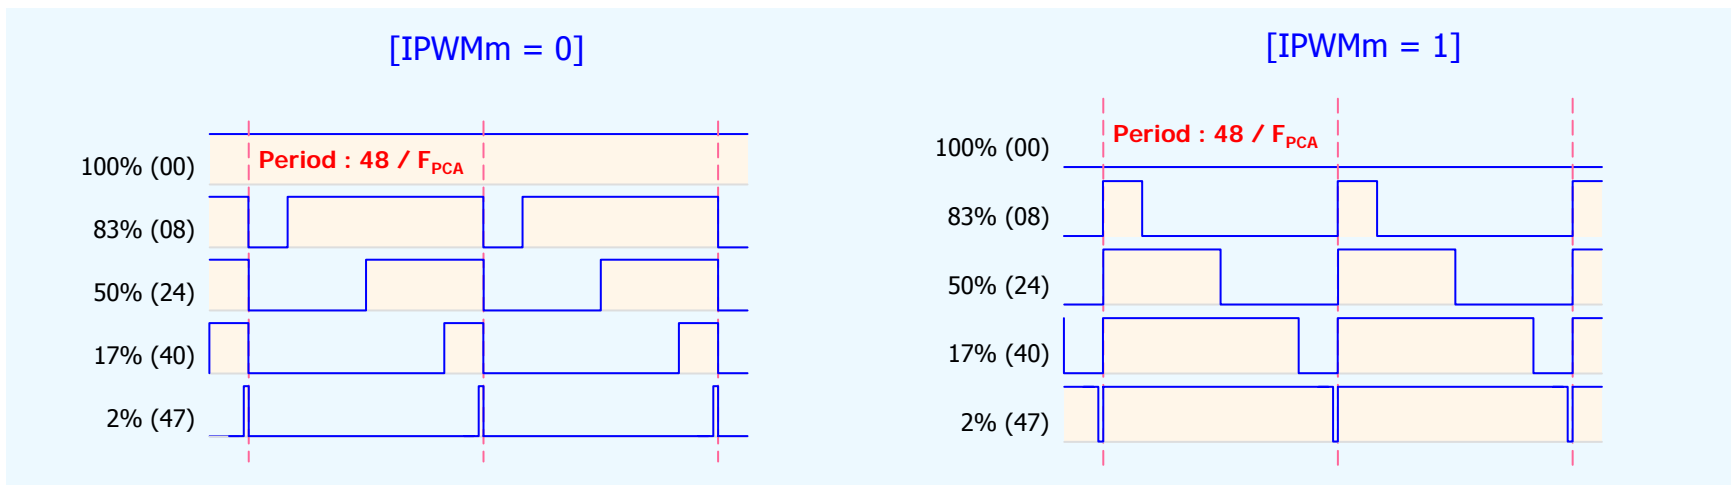 [IPWMm = 0]
Period : 48 / FPCA
100% (00)
83% (08)
50% (24)
17% (40)
2% (47)
[IPWMm = 1]
Period : 48 / FPCA
100% (00)
83% (08)
50% (24)
17% (40)
2% (47)